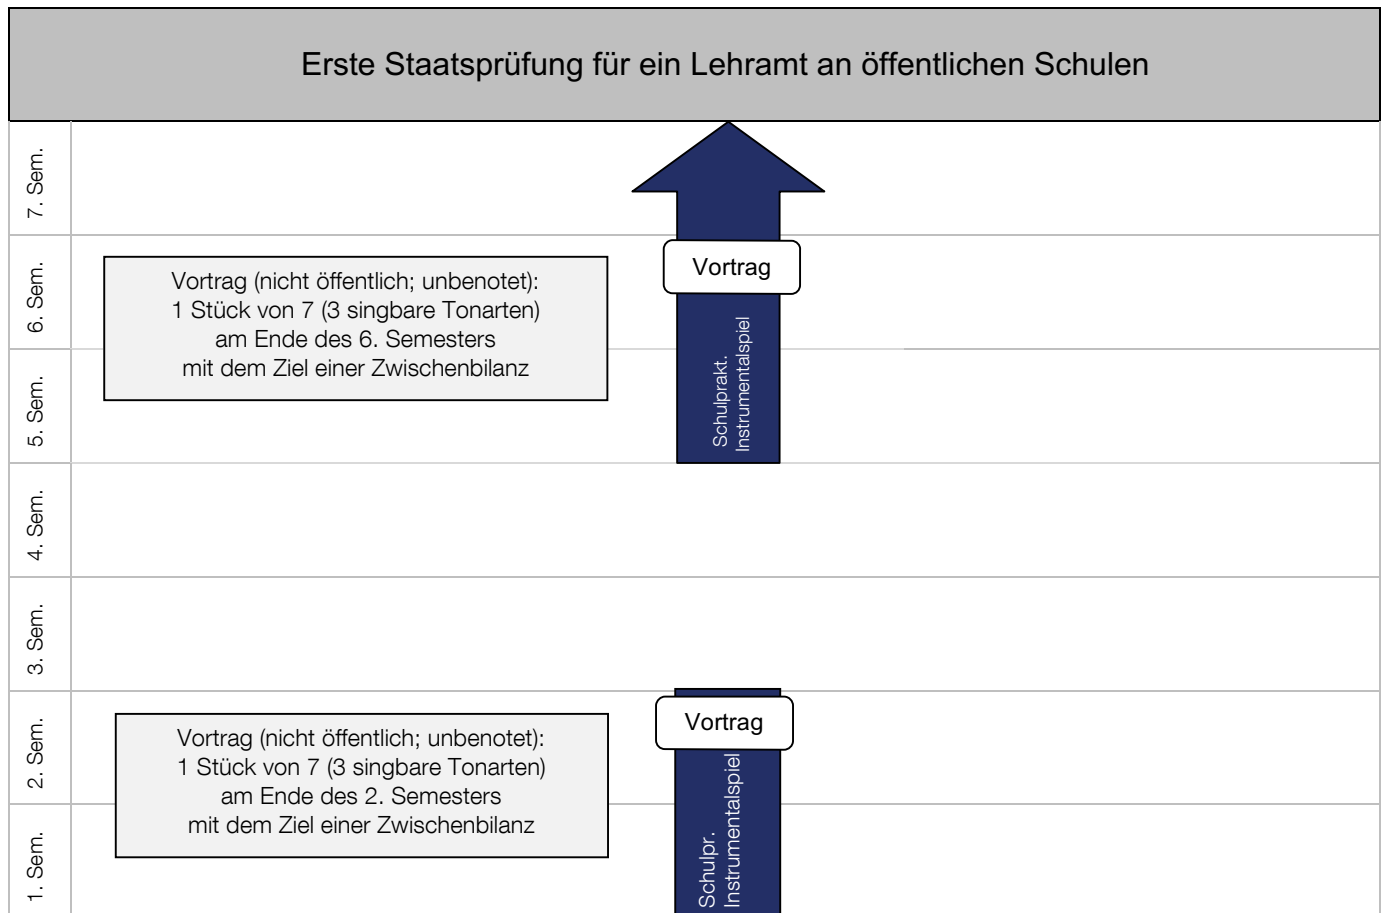 Erste Staatsprüfung für ein Lehramt an öffentlichen Schulen
7. Sem.
6. Sem.
Vortrag (nicht öffentlich; unbenotet):
1 Stück von 7 (3 singbare Tonarten)
am Ende des 6. Semesters
mit dem Ziel einer Zwischenbilanz
Vortrag
Schulprakt.
Instrumentalspiel
5. Sem.
4. Sem.
3. Sem.
2. Sem.
Vortrag (nicht öffentlich; unbenotet):
1 Stück von 7 (3 singbare Tonarten)
am Ende des 2. Semesters
mit dem Ziel einer Zwischenbilanz
Vortrag
Schulpr.
Instrumentalspiel
1. Sem.